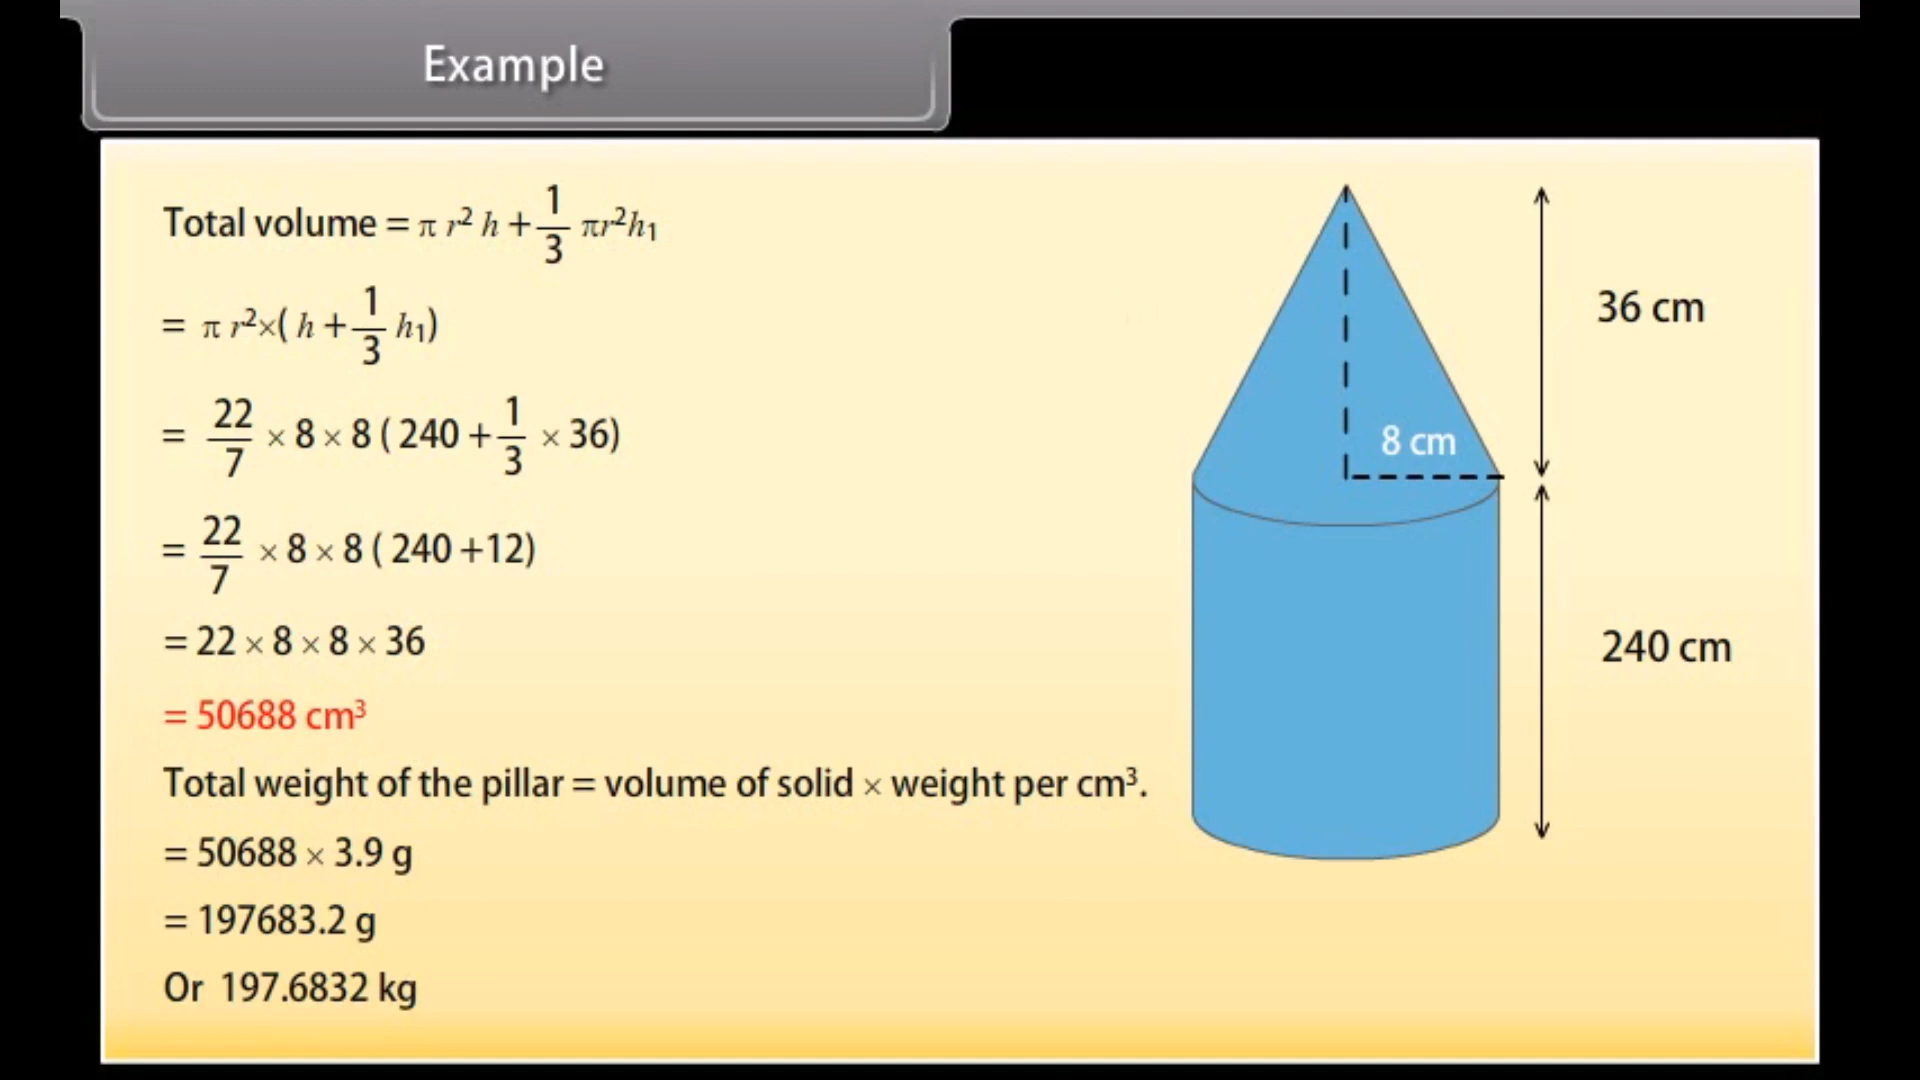 Example
Total volume = π r² h + 1/3 πr²h₁
= π r²×( h + 1/3 h₁)
= 22/7 × 8 × 8 ( 240 + 1/3 × 36)
= 22/7 × 8 × 8 ( 240 +12)
= 22 × 8 × 8 × 36
= 50688 cm³
Total weight of the pillar = volume of solid × weight per cm³.
= 50688 × 3.9 g
= 197683.2 g
Or 197.6832 kg
36 cm
8 cm
240 cm